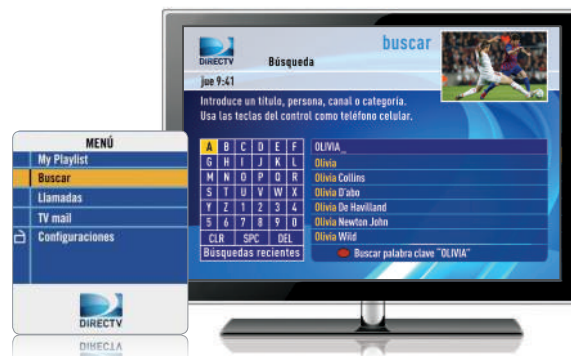 MENÚ
My Playlist
Buscar
Llamadas
TV mail
Configuraciones
DIRECTV
DIRECTV
Búsqueda
buscar
jue 9:41
Introduce un título, persona, canal o categoría.
Usa las teclas del control como teléfono celular.
A B C D E F
G H I J K L
M N O P Q R
S T U V W X
Y Z 1 2 3 4
5 6 7 8 9 0
CLR SPC DEL
Búsquedas recientes
OLIVIA_
Olivia
Olivia Collins
Olivia D'abo
Olivia De Havilland
Olivia Newton John
Olivia Wild
Buscar palabra clave "OLIVIA"